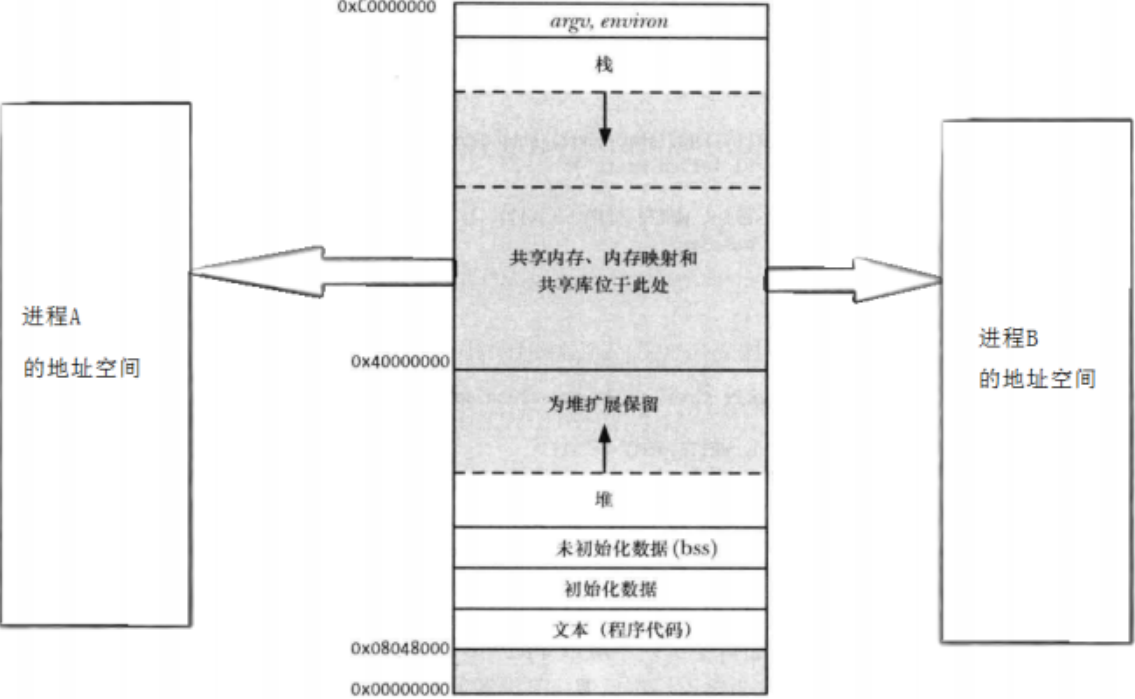 0xC0000000
argv, environ
栈
共享内存、内存映射和
共享库位于此处
进程A
的地址空间
进程B
的地址空间
0x40000000
为堆扩展保留
堆
未初始化数据(bss)
初始化数据
文本（程序代码）
0x08048000
0x00000000